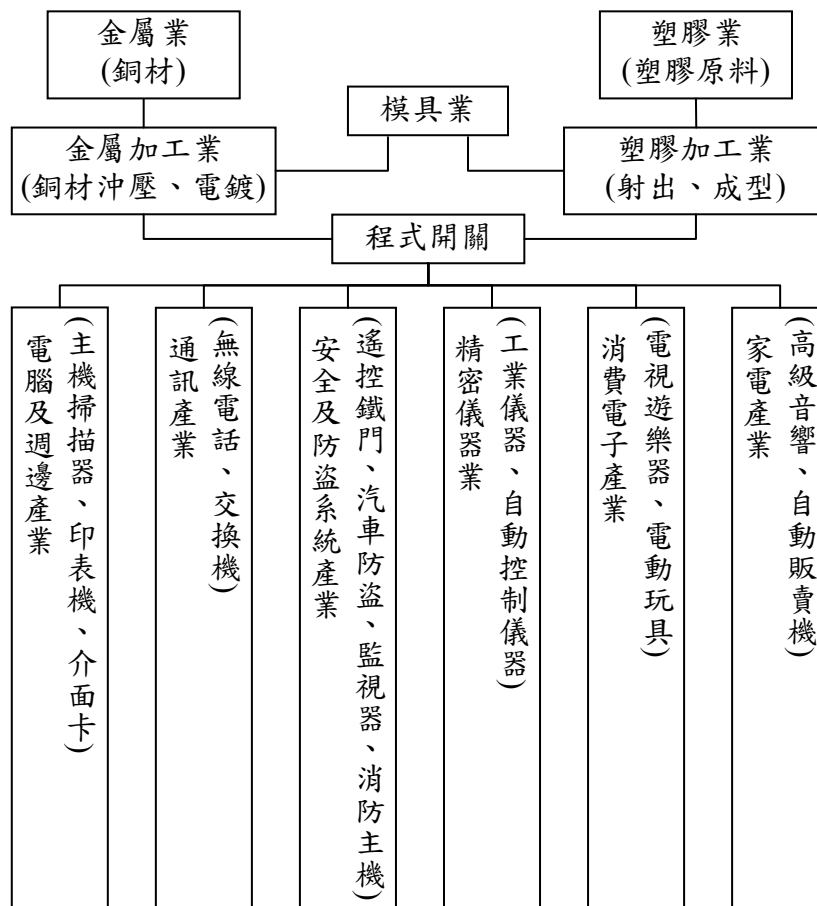 金屬業
(銅材)
塑膠業
(塑膠原料)
模具業
金屬加工業
(銅材沖壓、電鍍)
塑膠加工業
(射出、成型)
程式開關
電腦及週邊產業
(主機掃描器、印表機、介面卡)
通訊產業
(無線電話、交換機)
安全及防盜系統產業
(遙控鐵門、汽車防盜、監視器、消防主機)
精密儀器業
(工業儀器、自動控制儀器)
消費電子產業
(電視遊樂器、電動玩具)
家電產業
(高級音響、自動販賣機)